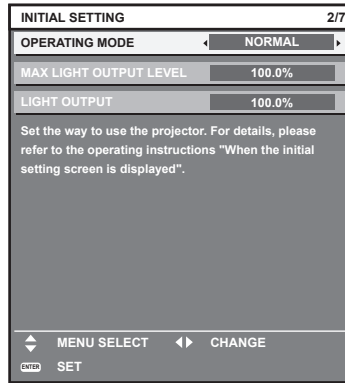 INITIAL SETTING 2/7
OPERATING MODE NORMAL
MAX LIGHT OUTPUT LEVEL 100.0%
LIGHT OUTPUT 100.0%
Set the way to use the projector. For details, please
refer to the operating instructions "When the initial
setting screen is displayed".
MENU SELECT CHANGE
ENTER SET